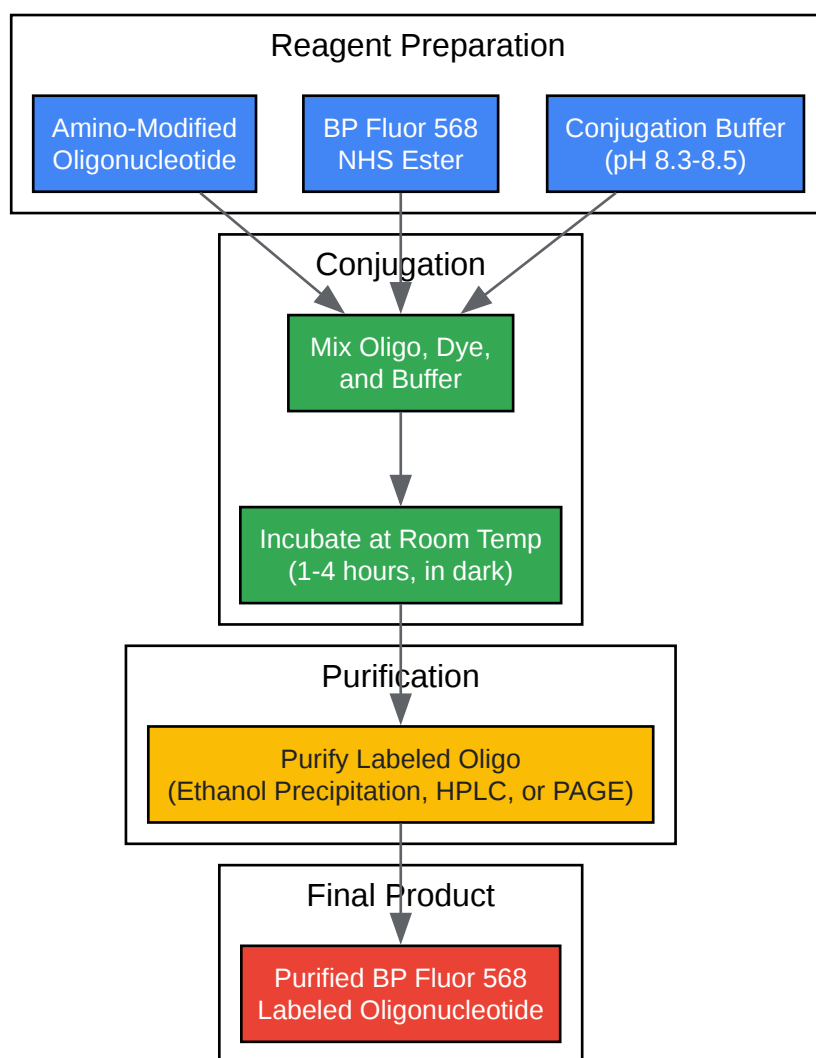 Reagent Preparation
Amino-Modified
Oligonucleotide
BP Fluor 568
NHS Ester
Conjugation Buffer
(pH 8.3-8.5)
Conjugation
Mix Oligo, Dye,
and Buffer
Incubate at Room Temp
(1-4 hours, in dark)
Purification
Purify Labeled Oligo
(Ethanol Precipitation, HPLC, or PAGE)
Final Product
Purified BP Fluor 568
Labeled Oligonucleotide